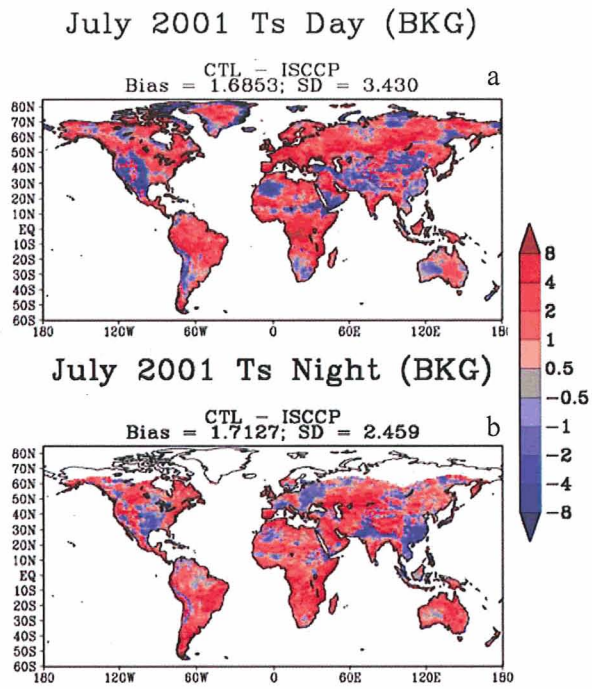 July 2001 Ts Day (BKG)
CTL − ISCCP
a
Bias = 1.6853; SD = 3.430
80N
70N
60N
50N
40N
30N
20N
10N
EQ
10S
20S
30S
40S
50S
60S
180 120W 60W 0 60E 120E 18(
July 2001 Ts Night (BKG)
CTL − ISCCP
b
Bias = 1.7127; SD = 2.459
80N
70N
60N
50N
40N
30N
20N
10N
EQ
10S
20S
30S
40S
50S
60S
180 120W 60W 0 60E 120E 180
8
4
2
1
0.5
−0.5
−1
−2
−4
−8